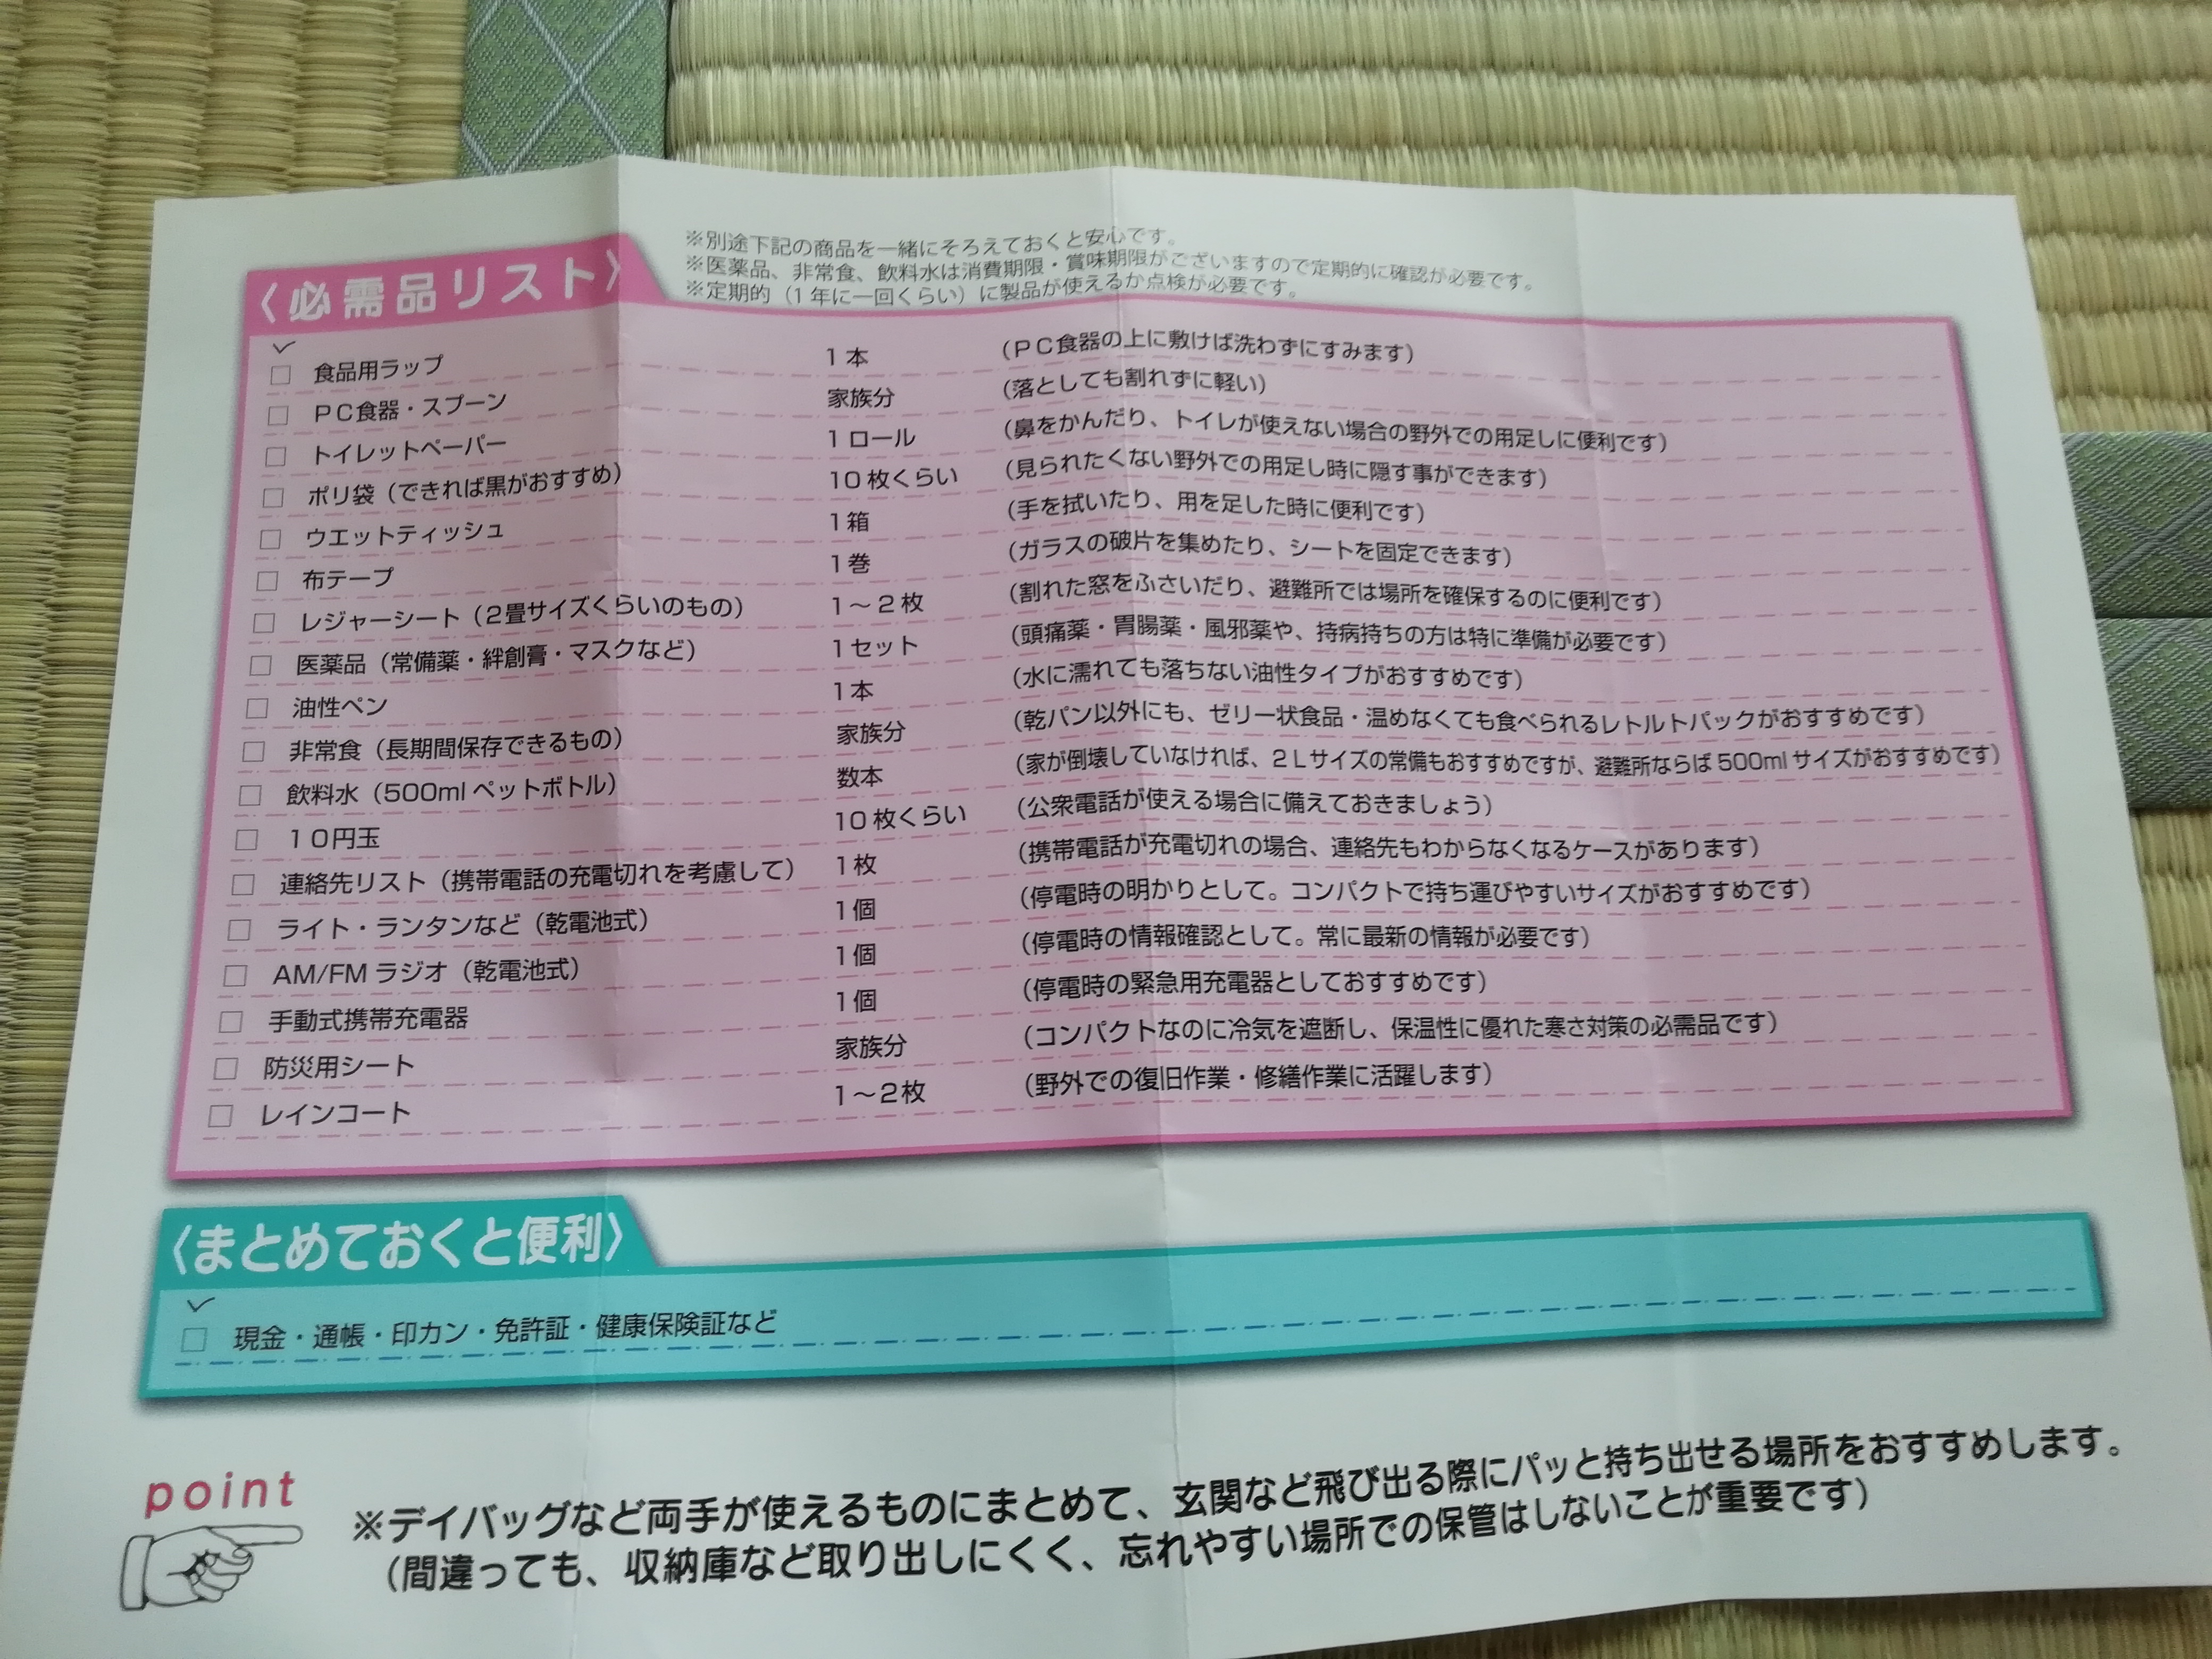 〈必需品リスト〉
※別途下記の商品を一緒にそろえておくと安心です。
※医薬品、非常食、飲料水は消費期限・賞味期限がございますので定期的に確認が必要です。
※定期的（１年に一回くらい）に製品が使えるか点検が必要です。
□ 食品用ラップ 1本 （ＰＣ食器の上に敷けば洗わずにすみます）
□ ＰＣ食器・スプーン 家族分 （落としても割れずに軽い）
□ トイレットペーパー 1ロール （鼻をかんだり、トイレが使えない場合の野外での用足しに便利です）
□ ポリ袋（できれば黒がおすすめ） 10枚くらい （見られたくない野外での用足し時に隠す事ができます）
□ ウエットティッシュ 1箱 （手を拭いたり、用を足した時に便利です）
□ 布テープ 1巻 （ガラスの破片を集めたり、シートを固定できます）
□ レジャーシート（２畳サイズくらいのもの） 1～２枚 （割れた窓をふさいだり、避難所では場所を確保するのに便利です）
□ 医薬品（常備薬・絆創膏・マスクなど） 1セット （頭痛薬・胃腸薬・風邪薬や、持病持ちの方は特に準備が必要です）
□ 油性ペン 1本 （水に濡れても落ちない油性タイプがおすすめです）
□ 非常食（長期間保存できるもの） 家族分 （乾パン以外にも、ゼリー状食品・温めなくても食べられるレトルトパックがおすすめです）
□ 飲料水（500mlペットボトル） 数本 （家が倒壊していなければ、２Ｌサイズの常備もおすすめですが、避難所ならば500mlサイズがおすすめです）
□ １０円玉 10枚くらい （公衆電話が使える場合に備えておきましょう）
□ 連絡先リスト（携帯電話の充電切れを考慮して） 1枚 （携帯電話が充電切れの場合、連絡先もわからなくなるケースがあります）
□ ライト・ランタンなど（乾電池式） 1個 （停電時の明かりとして。コンパクトで持ち運びやすいサイズがおすすめです）
□ AM/FMラジオ（乾電池式） 1個 （停電時の情報確認として。常に最新の情報が必要です）
□ 手動式携帯充電器 1個 （停電時の緊急用充電器としておすすめです）
□ 防災用シート 家族分 （コンパクトなのに冷気を遮断し、保温性に優れた寒さ対策の必需品です）
□ レインコート 1～２枚 （野外での復旧作業・修繕作業に活躍します）
〈まとめておくと便利〉
□ 現金・通帳・印カン・免許証・健康保険証など
point
※デイバッグなど両手が使えるものにまとめて、玄関など飛び出る際にパッと持ち出せる場所をおすすめします。
（間違っても、収納庫など取り出しにくく、忘れやすい場所での保管はしないことが重要です）